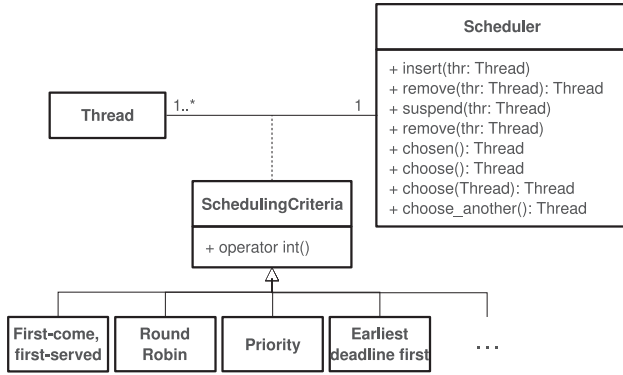 Scheduler
+ insert(thr: Thread)
+ remove(thr: Thread): Thread
+ suspend(thr: Thread)
+ remove(thr: Thread)
+ chosen(): Thread
+ choose(): Thread
+ choose(Thread): Thread
+ choose_another(): Thread
Thread
1..*
1
SchedulingCriteria
+ operator int()
First-come,
first-served
Round
Robin
Priority
Earliest
deadline first
...